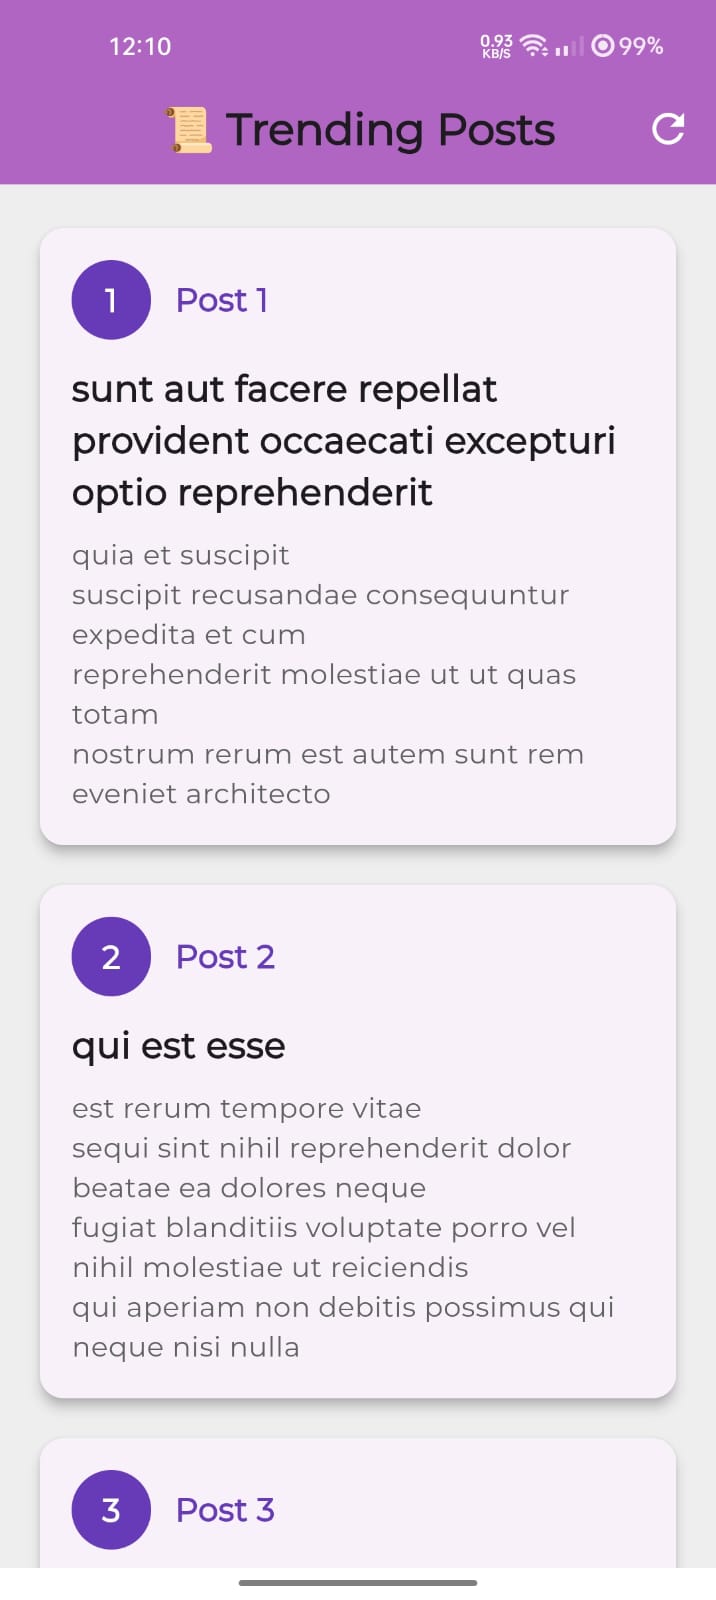 12:10
0.93
KB/S
99%
Trending Posts
1
Post 1
sunt aut facere repellat
provident occaecati excepturi
optio reprehenderit
quia et suscipit
suscipit recusandae consequuntur
expedita et cum
reprehenderit molestiae ut ut quas
totam
nostrum rerum est autem sunt rem
eveniet architecto
2
Post 2
qui est esse
est rerum tempore vitae
sequi sint nihil reprehenderit dolor
beatae ea dolores neque
fugiat blanditiis voluptate porro vel
nihil molestiae ut reiciendis
qui aperiam non debitis possimus qui
neque nisi nulla
3
Post 3